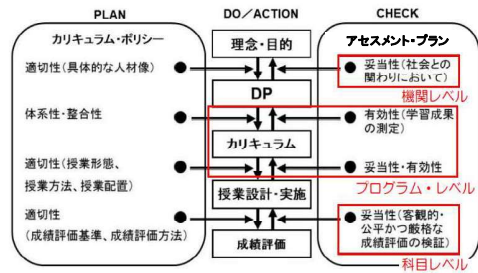 PLAN
DO／ACTION
CHECK
カリキュラム・ポリシー
適切性(具体的な人材像)
体系性・整合性
適切性(授業形態、
授業方法、授業配置)
適切性
(成績評価基準、成績評価方法)
理念・目的
DP
カリキュラム
授業設計・実施
成績評価
アセスメント・プラン
妥当性(社会との
関わりにおいて)
機関レベル
有効性(学習成果
の測定)
妥当性・有効性
プログラム・レベル
妥当性(客観的・
公平かつ厳格な
成績評価の検証)
科目レベル